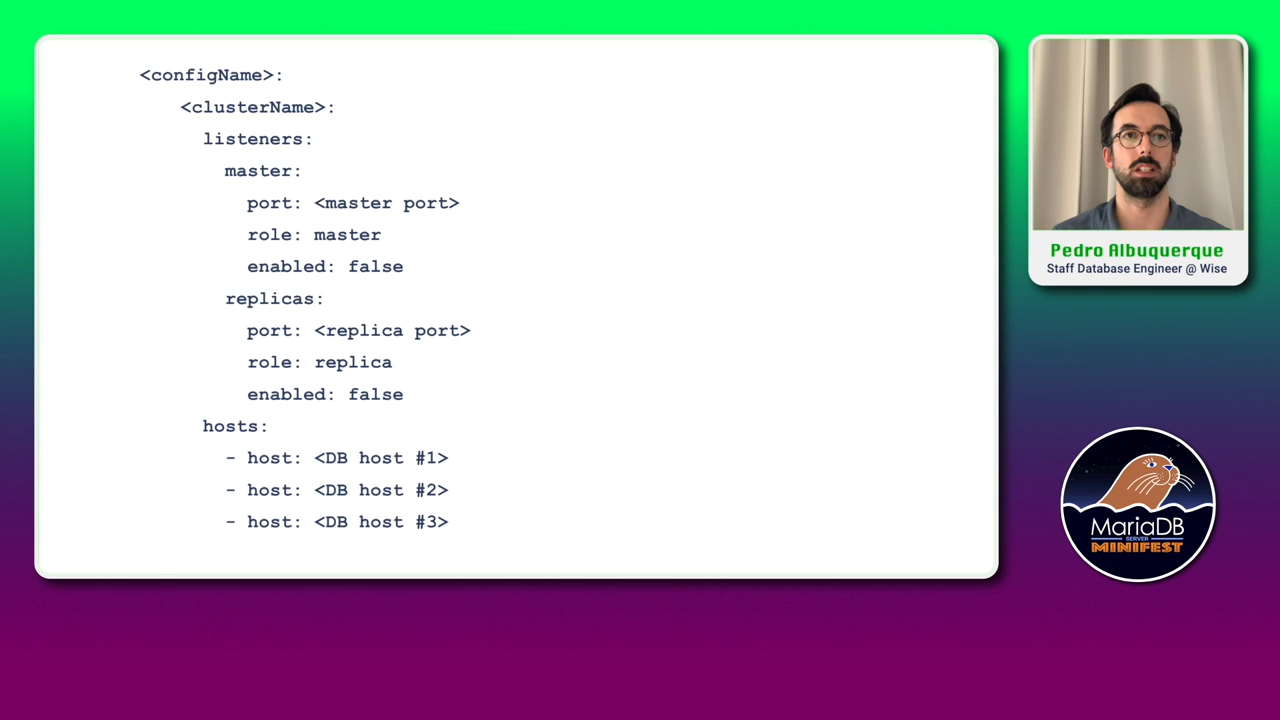 <configName>:
<clusterName>:
listeners:
master:
port: <master port>
role: master
enabled: false
replicas:
port: <replica port>
role: replica
enabled: false
hosts:
- host: <DB host #1>
- host: <DB host #2>
- host: <DB host #3>
Pedro Albuquerque
Staff Database Engineer @ Wise
MariaDB
SERVER
MINIFEST